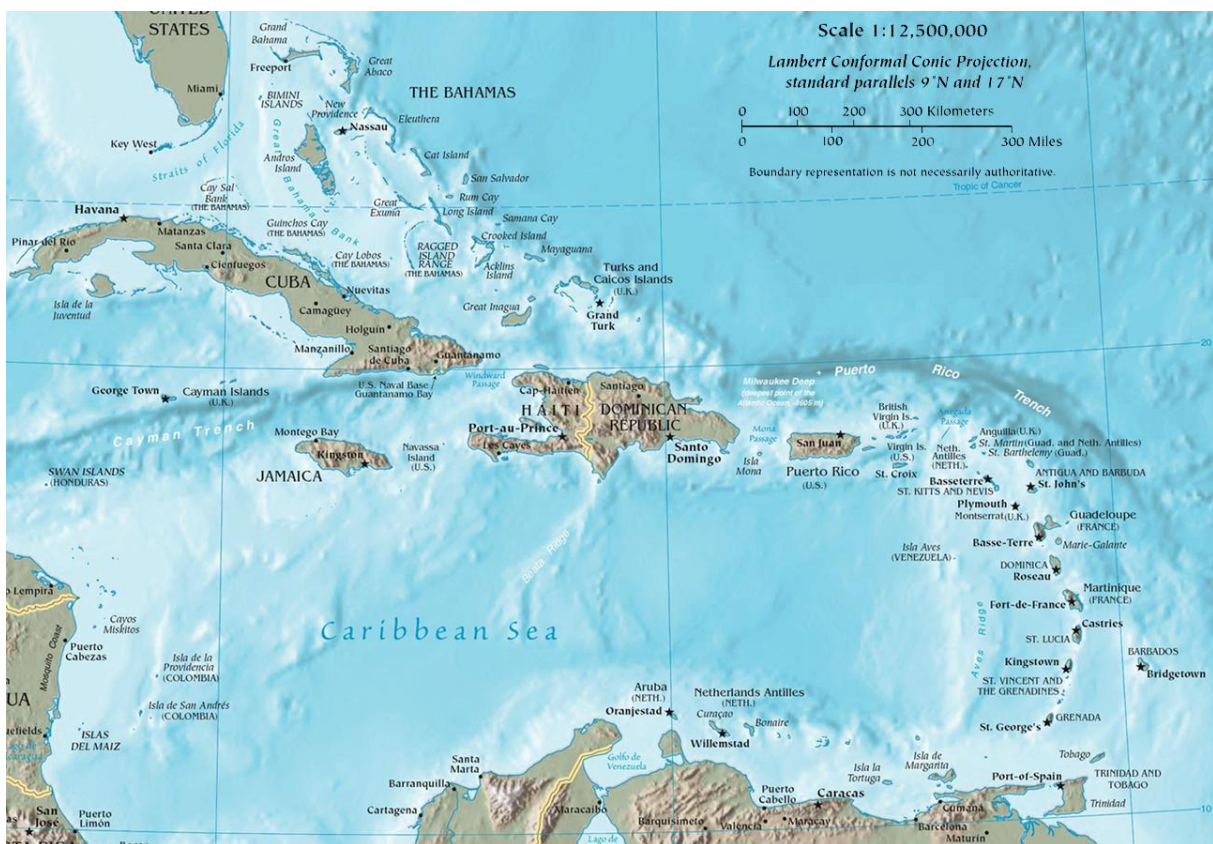 UNITED
STATES
Miami
Key West
Straits of Florida
Grand
Bahama
Freeport
Great
Abaco
BIMINI
ISLANDS
New
Providence
Nassau
THE BAHAMAS
Eleuthera
Great Bahama Bank
Andros
Island
Cat Island
San Salvador
Rum Cay
Great
Exuma
Long Island
Samana Cay
Crooked Island
Mayaguana
Acklins
Island
RAGGED
ISLAND
RANGE
(THE BAHAMAS)
Cay Sal
Bank
(THE BAHAMAS)
Guinchos Cay
(THE BAHAMAS)
Cay Lobos
(THE BAHAMAS)
Great Inagua
Turks and
Caicos Islands
(U.K.)
Grand
Turk
Scale 1:12,500,000
Lambert Conformal Conic Projection,
standard parallels 9°N and 17°N
0 100 200 300 Kilometers
0 100 200 300 Miles
Boundary representation is not necessarily authoritative.
Tropic of Cancer
Havana
Matanzas
Pinar del Rio
Santa Clara
Cienfuegos
CUBA
Isla de la
Juventud
Nuevitas
Camagüey
Holguín
Manzanillo
Santiago
de Cuba
Guantanamo
U.S. Naval Base
Guantanamo Bay
Windward
Passage
George Town
Cayman Islands
(U.K.)
Cayman Trench
SWAN ISLANDS
(HONDURAS)
Montego Bay
Kingston
JAMAICA
Navassa
Island
(U.S.)
Cap-Haïtien
HAITI
Port-au-Prince
Les Cayes
Santiago
DOMINICAN
REPUBLIC
Santo
Domingo
Milwaukee Deep
(deepest point of the
Atlantic Ocean, -8605 m)
Puerto Rico Trench
20
Mona
Passage
Isla
Mona
San Juan
Puerto Rico
(U.S.)
British
Virgin Is.
(U.K.)
Virgin Is.
(U.S.)
St. Croix
Anegada
Passage
Anguilla (U.K.)
St. Martin (Guad. and Neth. Antilles)
St. Barthelemy (Guad.)
Neth.
Antilles
(NETH.)
Basseterre
ST. KITTS AND NEVIS
ANTIGUA AND BARBUDA
St. John's
Plymouth
Montserrat (U.K.)
Guadeloupe
(FRANCE)
Basse-Terre
Marie-Galante
Isla Aves
(VENEZUELA)
DOMINICA
Roseau
Martinique
(FRANCE)
Fort-de-France
Castries
ST. LUCIA
Aves Ridge
BARBADOS
Bridgetown
Kingstown
ST. VINCENT AND
THE GRENADINES
St. George's
GRENADA
Beata Ridge
Caribbean Sea
Lempira
Mosquito Coast
Cayos
Miskitos
Puerto
Cabezas
Isla de la
Providencia
(COLOMBIA)
Isla de San Andrés
(COLOMBIA)
ISLAS
DEL MAIZ
UA
uefields
San
José
Puerto
Limón
Aruba
(NETH.)
Oranjestad
Netherlands Antilles
(NETH.)
Curaçao
Bonaire
Willemstad
Golfo de
Venezuela
Santa
Marta
Barranquilla
Cartagena
Maracaibo
Lago de
Barquisimeto
Puerto
Cabello
Valencia
Maracay
Caracas
Isla la
Tortuga
Isla de
Margarita
Cumana
Barcelona
Maturín
Tobago
Port-of-Spain
TRINIDAD AND
TOBAGO
Trinidad
10